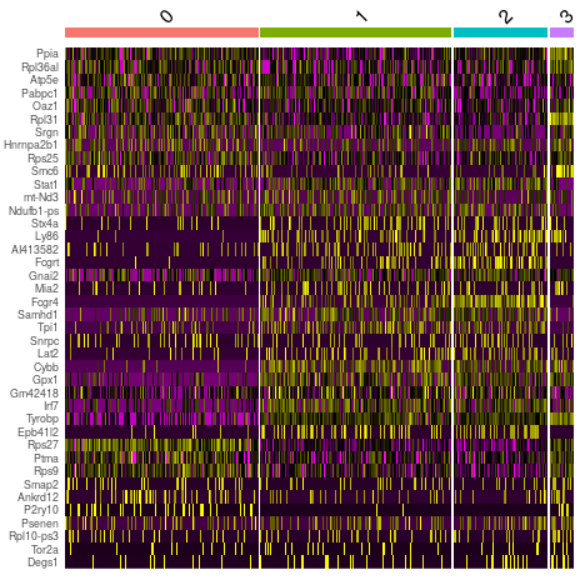 0 1 2 3
Ppia
Rpl36al
Atp5e
Pabpc1
Oaz1
Rpl31
Srgn
Hnrnpa2b1
Rps25
Smc6
Stat1
mt-Nd3
Ndufb1-ps
Stx4a
Ly86
AI413582
Fcgrt
Gnai2
Mia2
Fcgr4
Samhd1
Tpi1
Snrpc
Lat2
Cybb
Gpx1
Gm42418
Irf7
Tyrobp
Epb41l2
Rps27
Ptma
Rps9
Smap2
Ankrd12
P2ry10
Psenen
Rpl10-ps3
Tor2a
Degs1